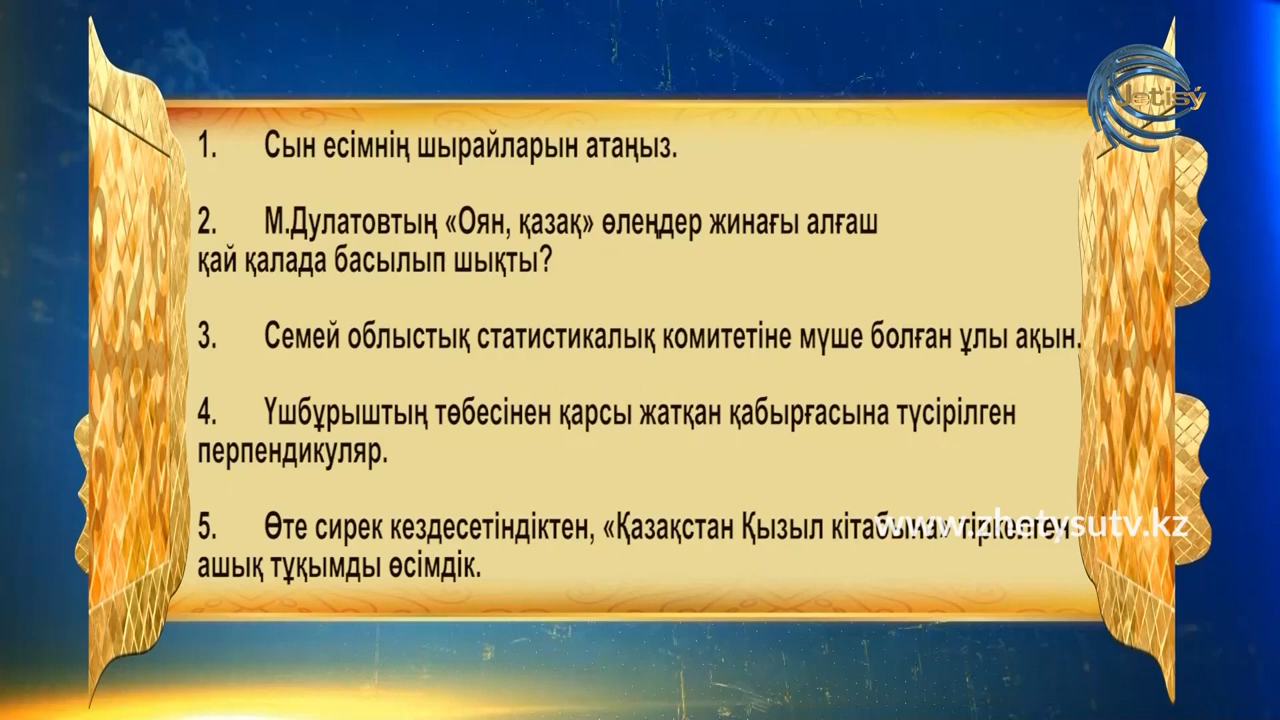 Jetisý
1. Сын есімнің шырайларын атаңыз.
2. М.Дулатовтың «Оян, қазақ» өлеңдер жинағы алғаш
қай қалада басылып шықты?
3. Семей облыстық статистикалық комитетіне мүше болған ұлы ақын.
4. Үшбұрыштың төбесінен қарсы жатқан қабырғасына түсірілген
перпендикуляр.
5. Өте сирек кездесетіндіктен, «Қазақстан Қызыл кітабына»
www.zhetysutv.kz
ашық тұқымды өсімдік.